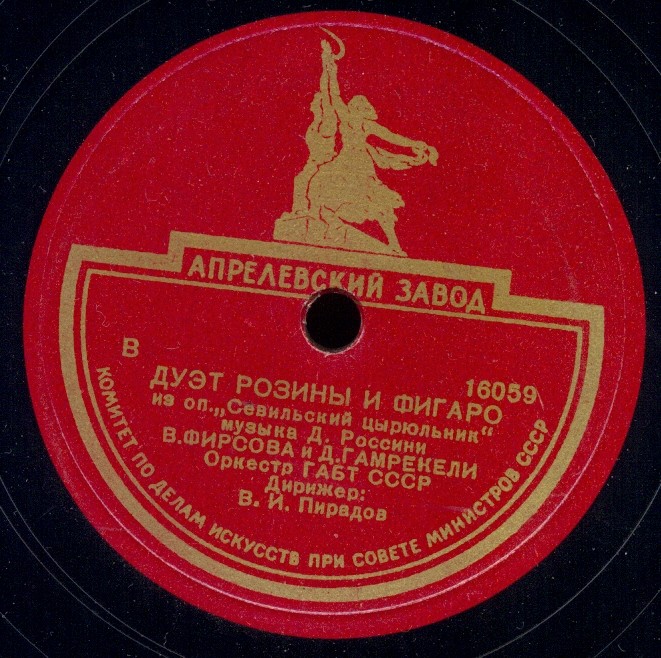 АПРЕЛЕВСКИЙ ЗАВОД
В 16059
ДУЭТ РОЗИНЫ И ФИГАРО
из оп. „Севильский цырюльник“
музыка Д. Россини
В. ФИРСОВА и Д. ГАМРЕКЕЛИ
Оркестр ГАБТ СССР
Дирижер:
В. И. Пирадов
КОМИТЕТ ПО ДЕЛАМ ИСКУССТВ ПРИ СОВЕТЕ МИНИСТРОВ СССР